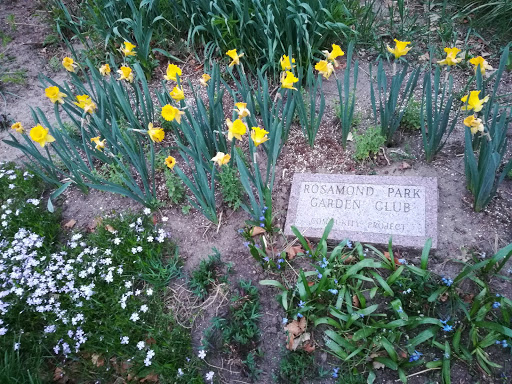 ROSAMOND PARK
GARDEN CLUB
COMMUNITY PROJECT